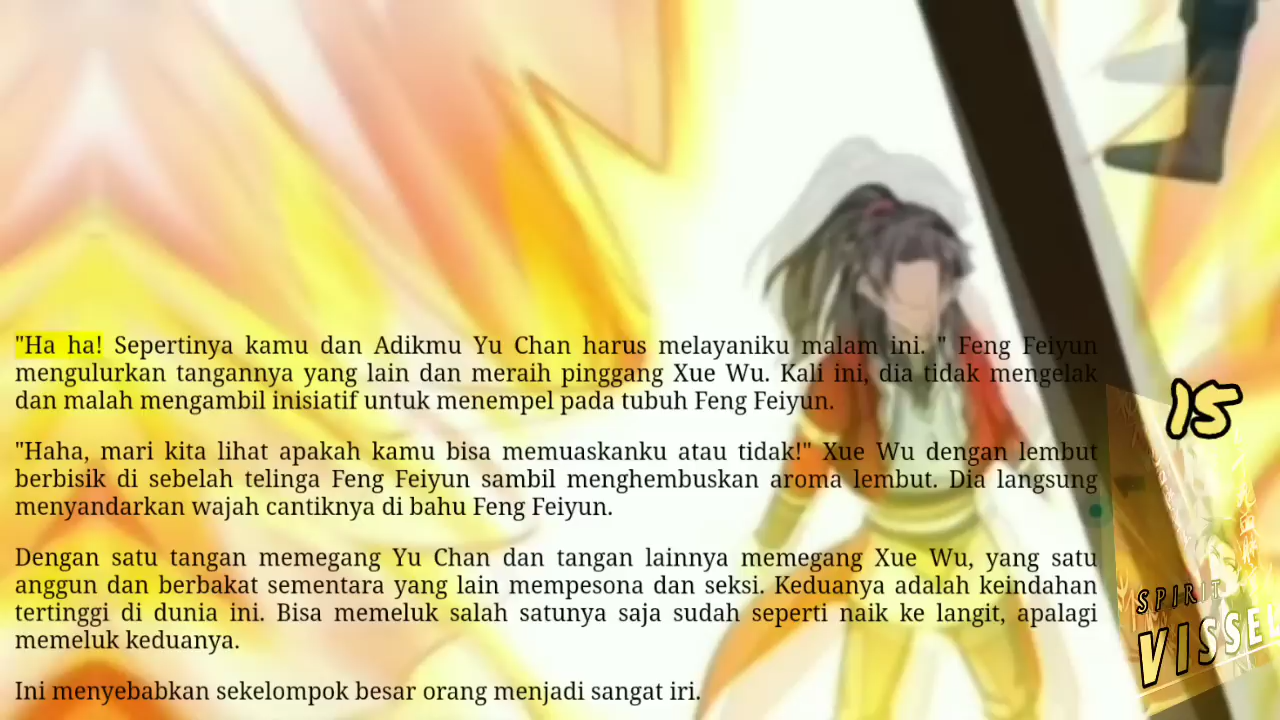 "Ha ha! Sepertinya kamu dan Adikmu Yu Chan harus melayaniku malam ini. " Feng Feiyun
mengulurkan tangannya yang lain dan meraih pinggang Xue Wu. Kali ini, dia tidak mengelak
dan malah mengambil inisiatif untuk menempel pada tubuh Feng Feiyun.
"Haha, mari kita lihat apakah kamu bisa memuaskanku atau tidak!" Xue Wu dengan lembut
berbisik di sebelah telinga Feng Feiyun sambil menghembuskan aroma lembut. Dia langsung
menyandarkan wajah cantiknya di bahu Feng Feiyun.
Dengan satu tangan memegang Yu Chan dan tangan lainnya memegang Xue Wu, yang satu
anggun dan berbakat sementara yang lain mempesona dan seksi. Keduanya adalah keindahan
tertinggi di dunia ini. Bisa memeluk salah satunya saja sudah seperti naik ke langit, apalagi
memeluk keduanya.
Ini menyebabkan sekelompok besar orang menjadi sangat iri.
15
SPIRIT
VISSEL